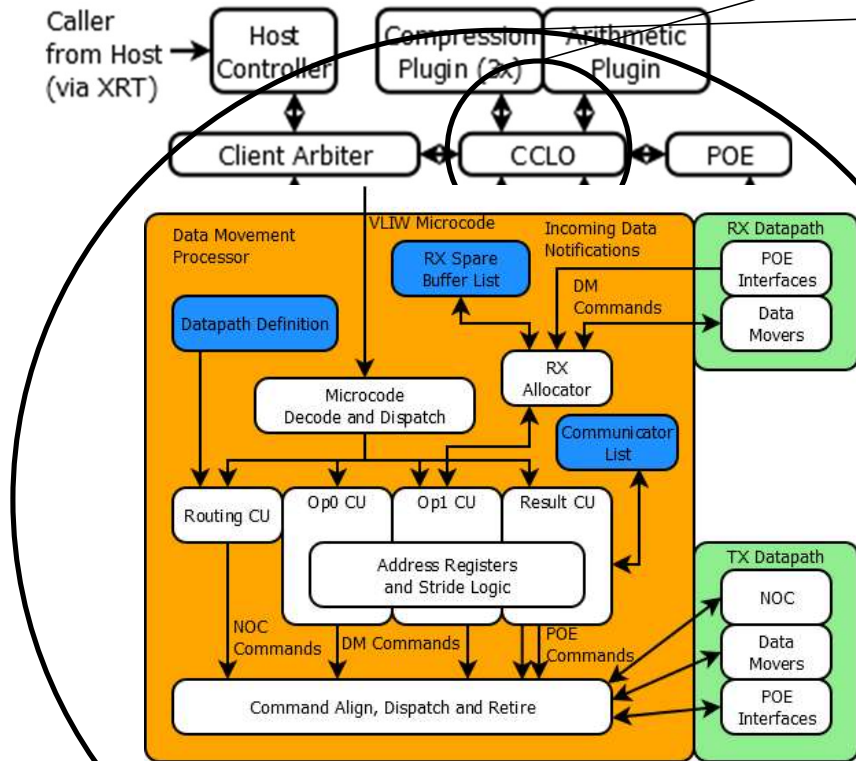 Caller
from Host
(via XRT)
Host
Controller
Compression
Plugin (3x)
Arithmetic
Plugin
Client Arbiter
CCLO
POE
VLIW Microcode
Data Movement
Processor
Incoming Data
Notifications
RX Datapath
RX Spare
Buffer List
POE
Interfaces
DM
Commands
Data
Movers
Datapath Definition
RX
Allocator
Microcode
Decode and Dispatch
Communicator
List
Routing CU
Op0 CU
Op1 CU
Result CU
Address Registers
and Stride Logic
TX Datapath
NOC
NOC
Commands
DM Commands
POE
Commands
Data
Movers
Command Align, Dispatch and Retire
POE
Interfaces